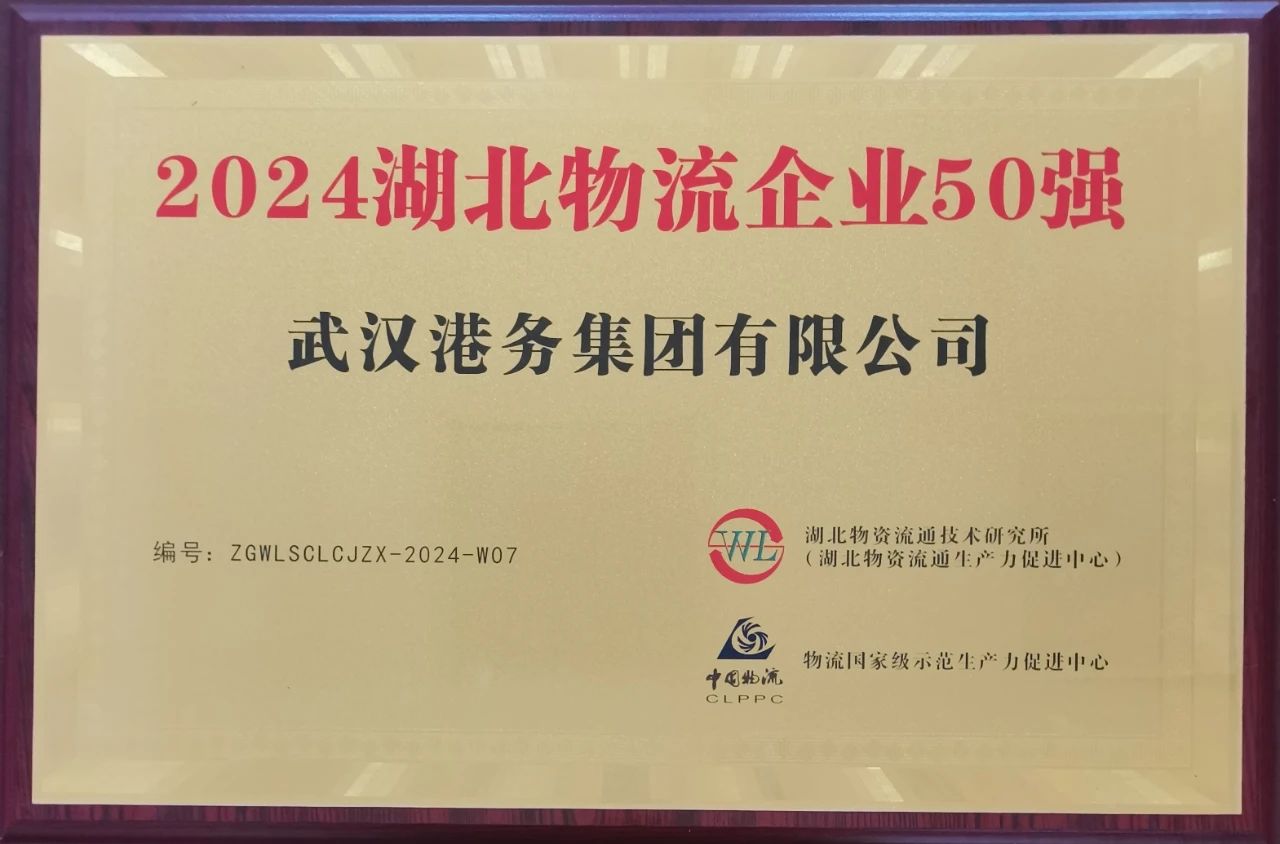 2024湖北物流企业50强
武汉港务集团有限公司
编号：ZGWLSCLCJZX-2024-W07
WL
湖北物资流通技术研究所
（湖北物资流通生产力促进中心）
中国物流
CLPPC
物流国家级示范生产力促进中心